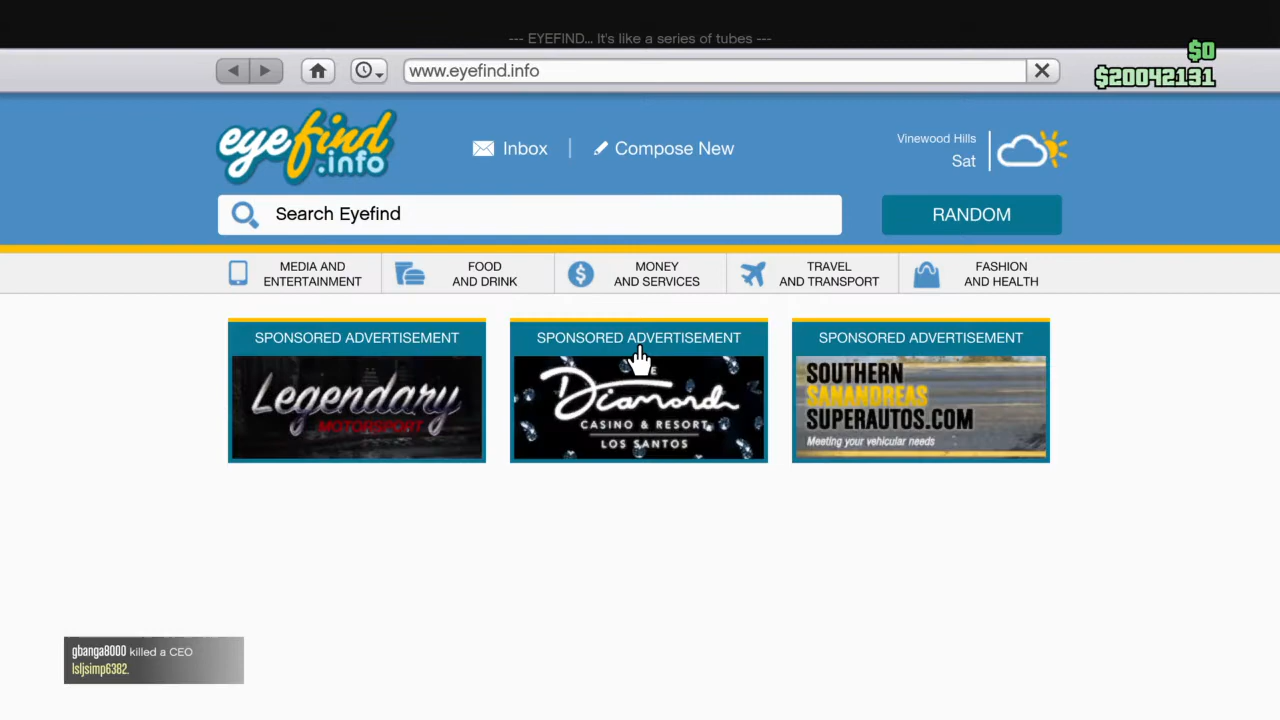 --- EYEFIND... It's like a series of tubes ---
$0
www.eyefind.info
$20042131
eyefind
.info
Inbox
Compose New
Vinewood Hills
Sat
Search Eyefind
RANDOM
MEDIA AND
ENTERTAINMENT
FOOD
AND DRINK
MONEY
AND SERVICES
TRAVEL
AND TRANSPORT
FASHION
AND HEALTH
SPONSORED ADVERTISEMENT
Legendary
MOTORSPORT
SPONSORED ADVERTISEMENT
Diamond
CASINO & RESORT
LOS SANTOS
SPONSORED ADVERTISEMENT
SOUTHERN
SANANDREAS
SUPERAUTOS.COM
Meeting your vehicular needs
gbanga8000 killed a CEO
lsljsimp6382.